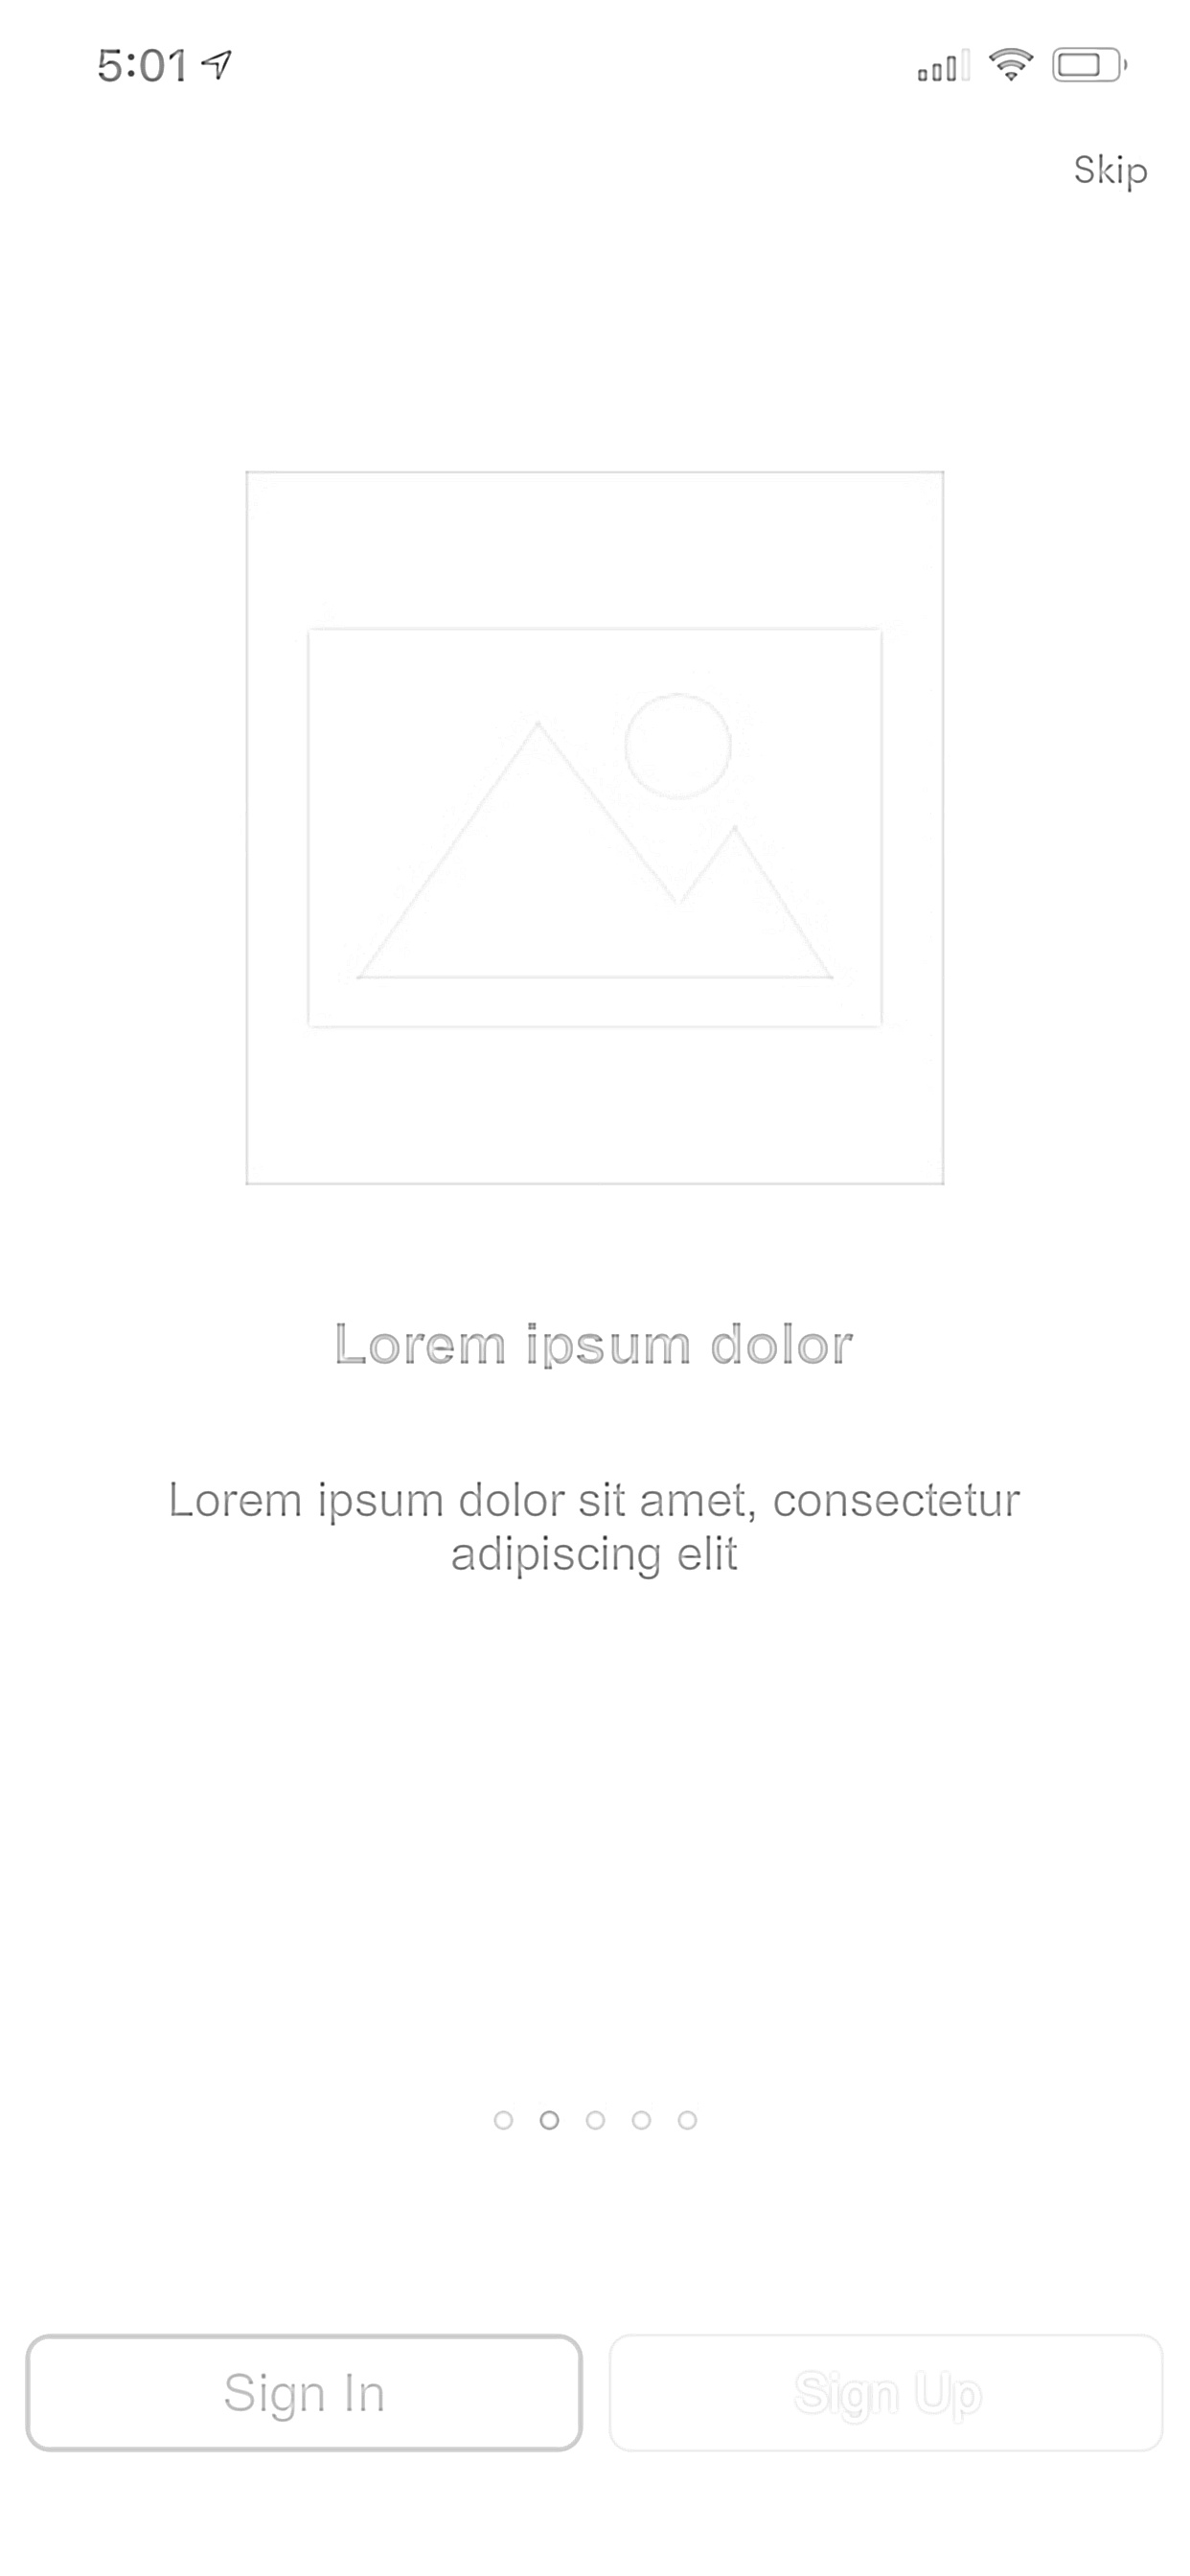 5:01
Skip
Lorem ipsum dolor
Lorem ipsum dolor sit amet, consectetur
adipiscing elit
Sign In
Sign Up